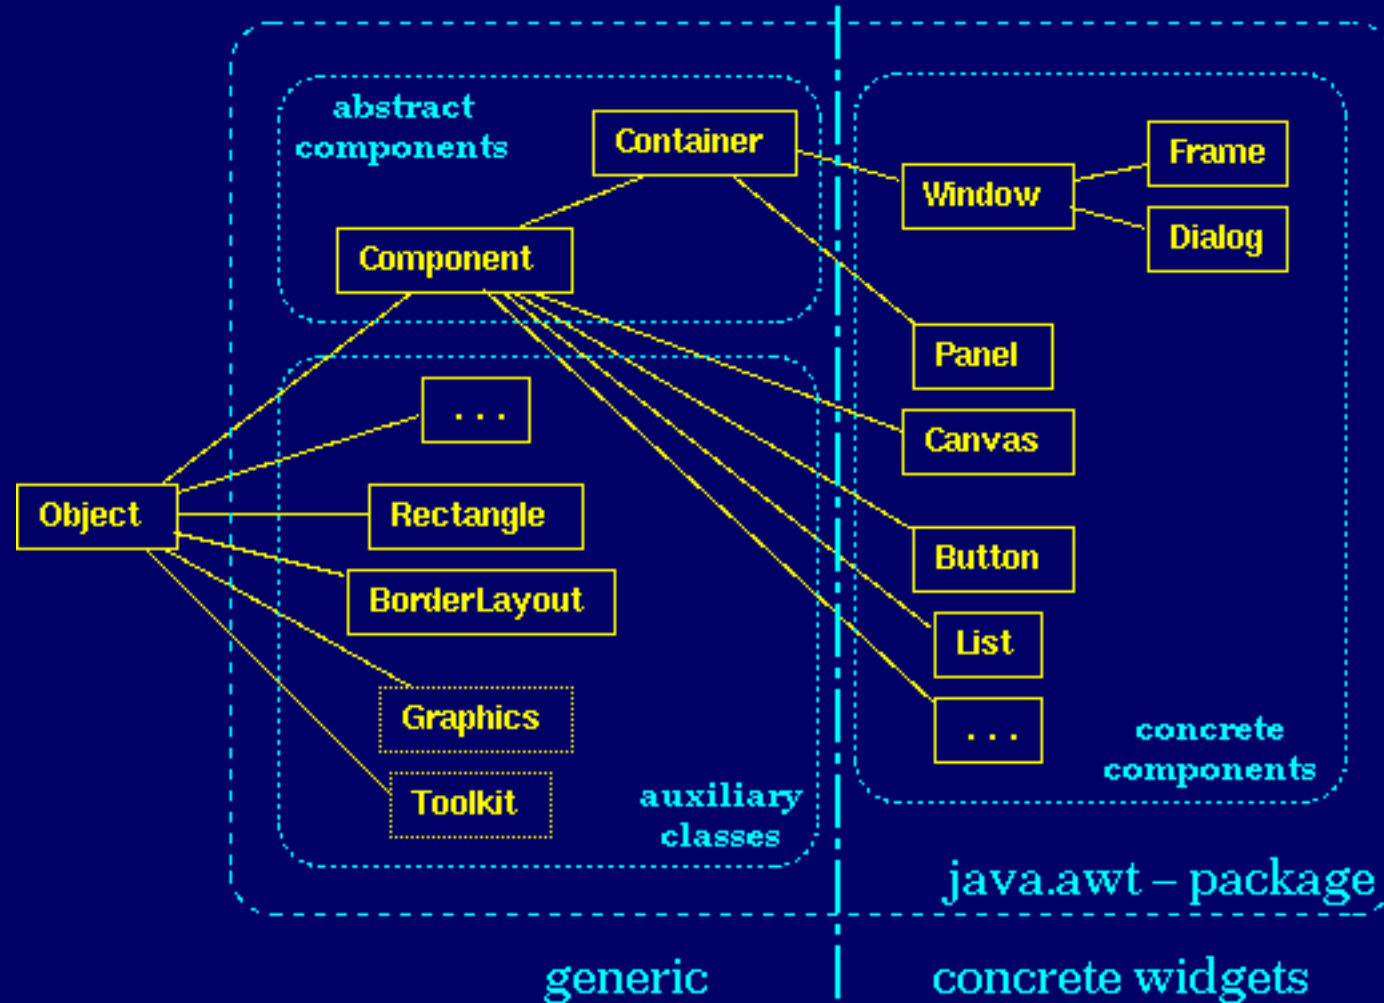 abstract
components
Container
Component
Window
Frame
Dialog
Panel
Canvas
Button
List
...
concrete
components
Object
...
Rectangle
BorderLayout
Graphics
Toolkit
auxiliary
classes
java.awt – package
generic
concrete widgets